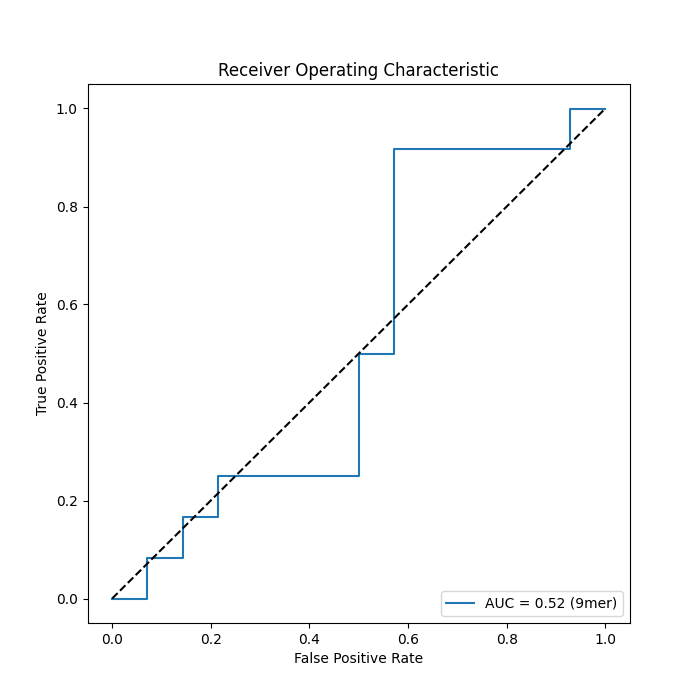 Receiver Operating Characteristic
1.0
0.8
0.6
0.4
0.2
0.0
True Positive Rate
AUC = 0.52 (9mer)
0.0 0.2 0.4 0.6 0.8 1.0
False Positive Rate